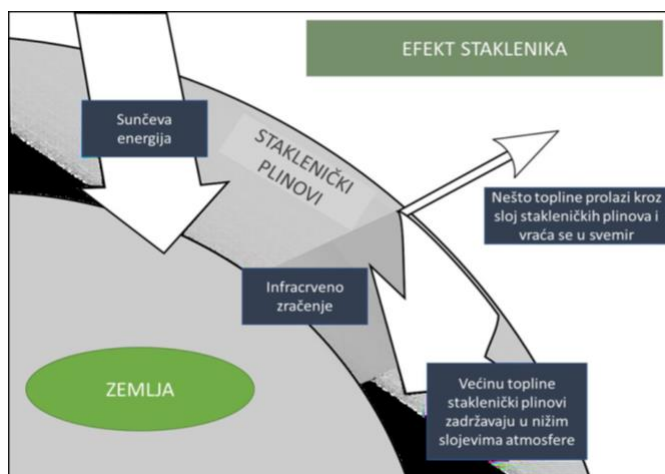 EFEKT STAKLENIKA
Sunčeva
energija
STAKLENIČKI
PLINOVI
Nešto topline prolazi kroz
sloj stakleničkih plinova i
vraća se u svemir
Infracrveno
zračenje
ZEMLJA
Većinu topline
staklenički plinovi
zadržavaju u nižim
slojevima atmosfere